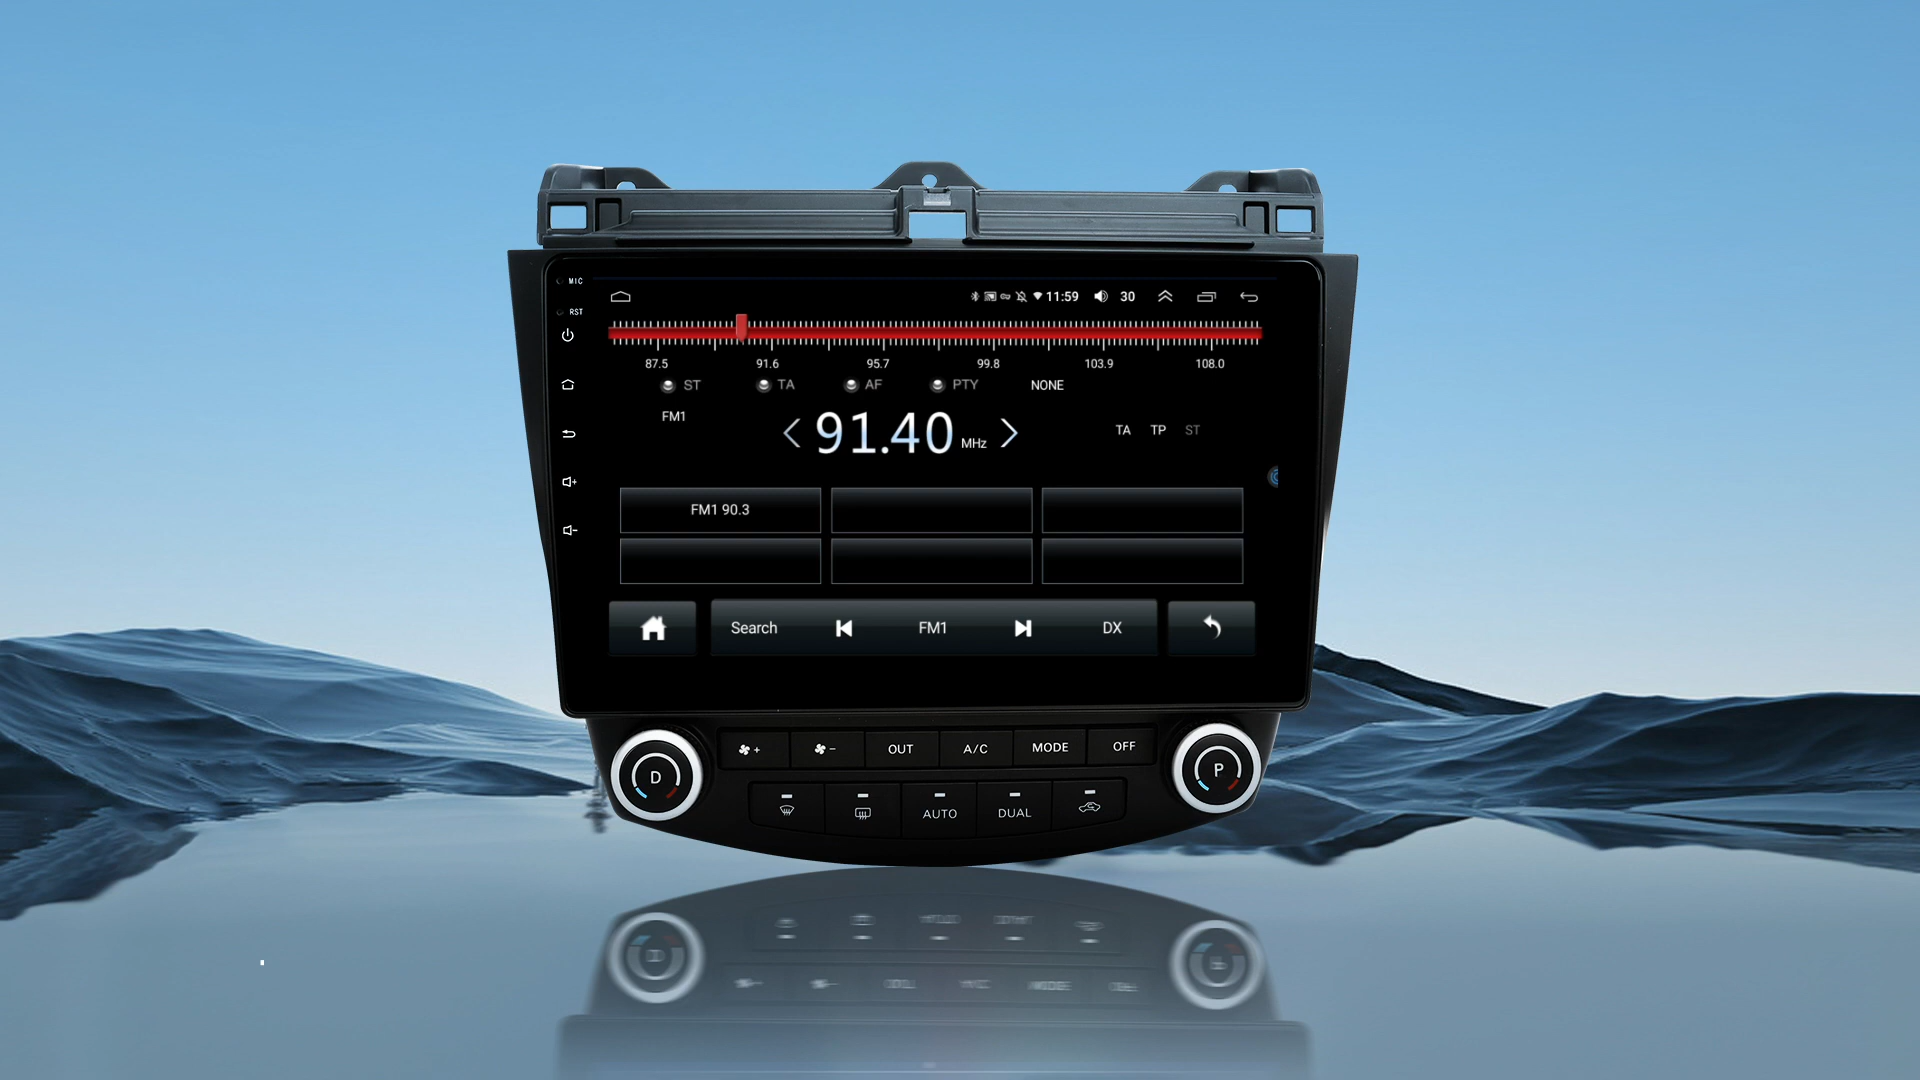 MIC
11:59 30
RST
87.5 91.6 95.7 99.8 103.9 108.0
ST TA AF PTY NONE
FM1
91.40 MHz
TA TP ST
FM1 90.3
Search FM1 DX
+ - OUT A/C MODE OFF
D P
AUTO DUAL